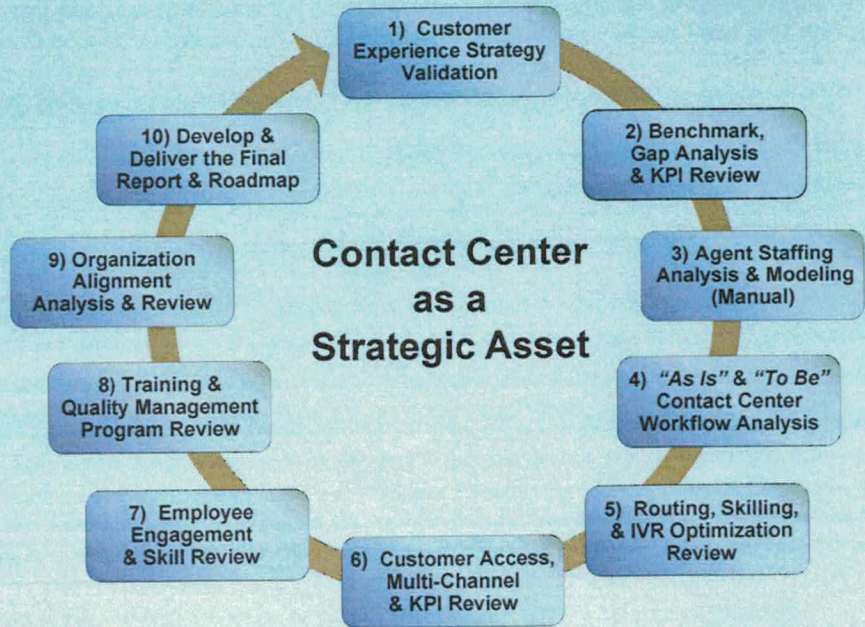 1) Customer
Experience Strategy
Validation
2) Benchmark,
Gap Analysis
& KPI Review
3) Agent Staffing
Analysis & Modeling
(Manual)
4) "As Is" & "To Be"
Contact Center
Workflow Analysis
5) Routing, Skilling,
& IVR Optimization
Review
6) Customer Access,
Multi-Channel
& KPI Review
7) Employee
Engagement
& Skill Review
8) Training &
Quality Management
Program Review
9) Organization
Alignment
Analysis & Review
10) Develop &
Deliver the Final
Report & Roadmap
Contact Center
as a
Strategic Asset